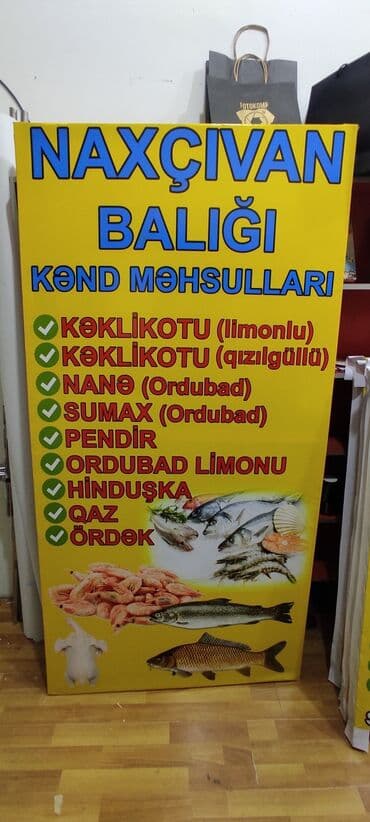 FOTOKOMP
NAXÇIVAN
BALIĞI
KƏND MƏHSULLARI
KƏKLİKOTU (limonlu)
KƏKLİKOTU (qızılgüllü)
NANƏ (Ordubad)
SUMAX (Ordubad)
PENDİR
ORDUBAD LİMONU
HİNDUŞKA
QAZ
ÖRDƏK